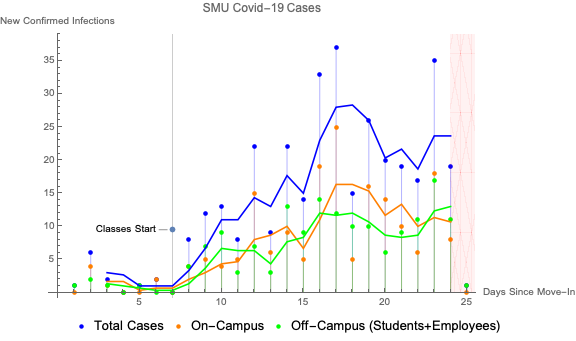 SMU Covid-19 Cases
New Confirmed Infections
35
30
25
20
15
10
5
Classes Start
5
10
15
20
25
Days Since Move-In
Total Cases On-Campus Off-Campus (Students+Employees)